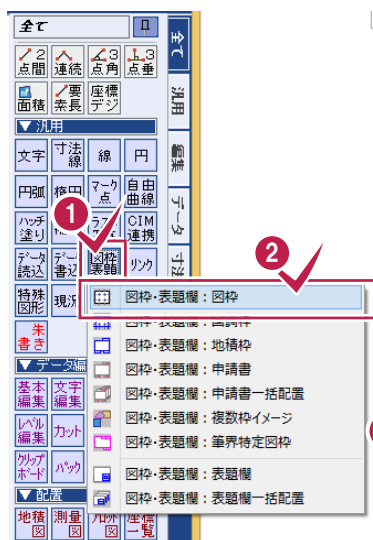 全て
全て
2点間 連続 3点角 3点垂
面積 要素長 座標デジ
汎用
▼汎用
文字 寸法線 線 円
編集
円弧 楕円 マーク点 自由曲線
1
ハッチ塗り CIM連携
データ
2
データ読込 図枠表題 リンク
寸法
特殊図形 現況
図枠・表題欄：図枠
朱書き
図枠・表題欄：地積枠
▼データ編
図枠・表題欄：申請書
基本編集 文字編集
図枠・表題欄：申請書一括配置
レベル編集 カット
図枠・表題欄：複数枠イメージ
図枠・表題欄：筆界特定図枠
クリップボード パック
図枠・表題欄：表題欄
▼配置
図枠・表題欄：表題欄一括配置
地積図 測量図 座標一覧